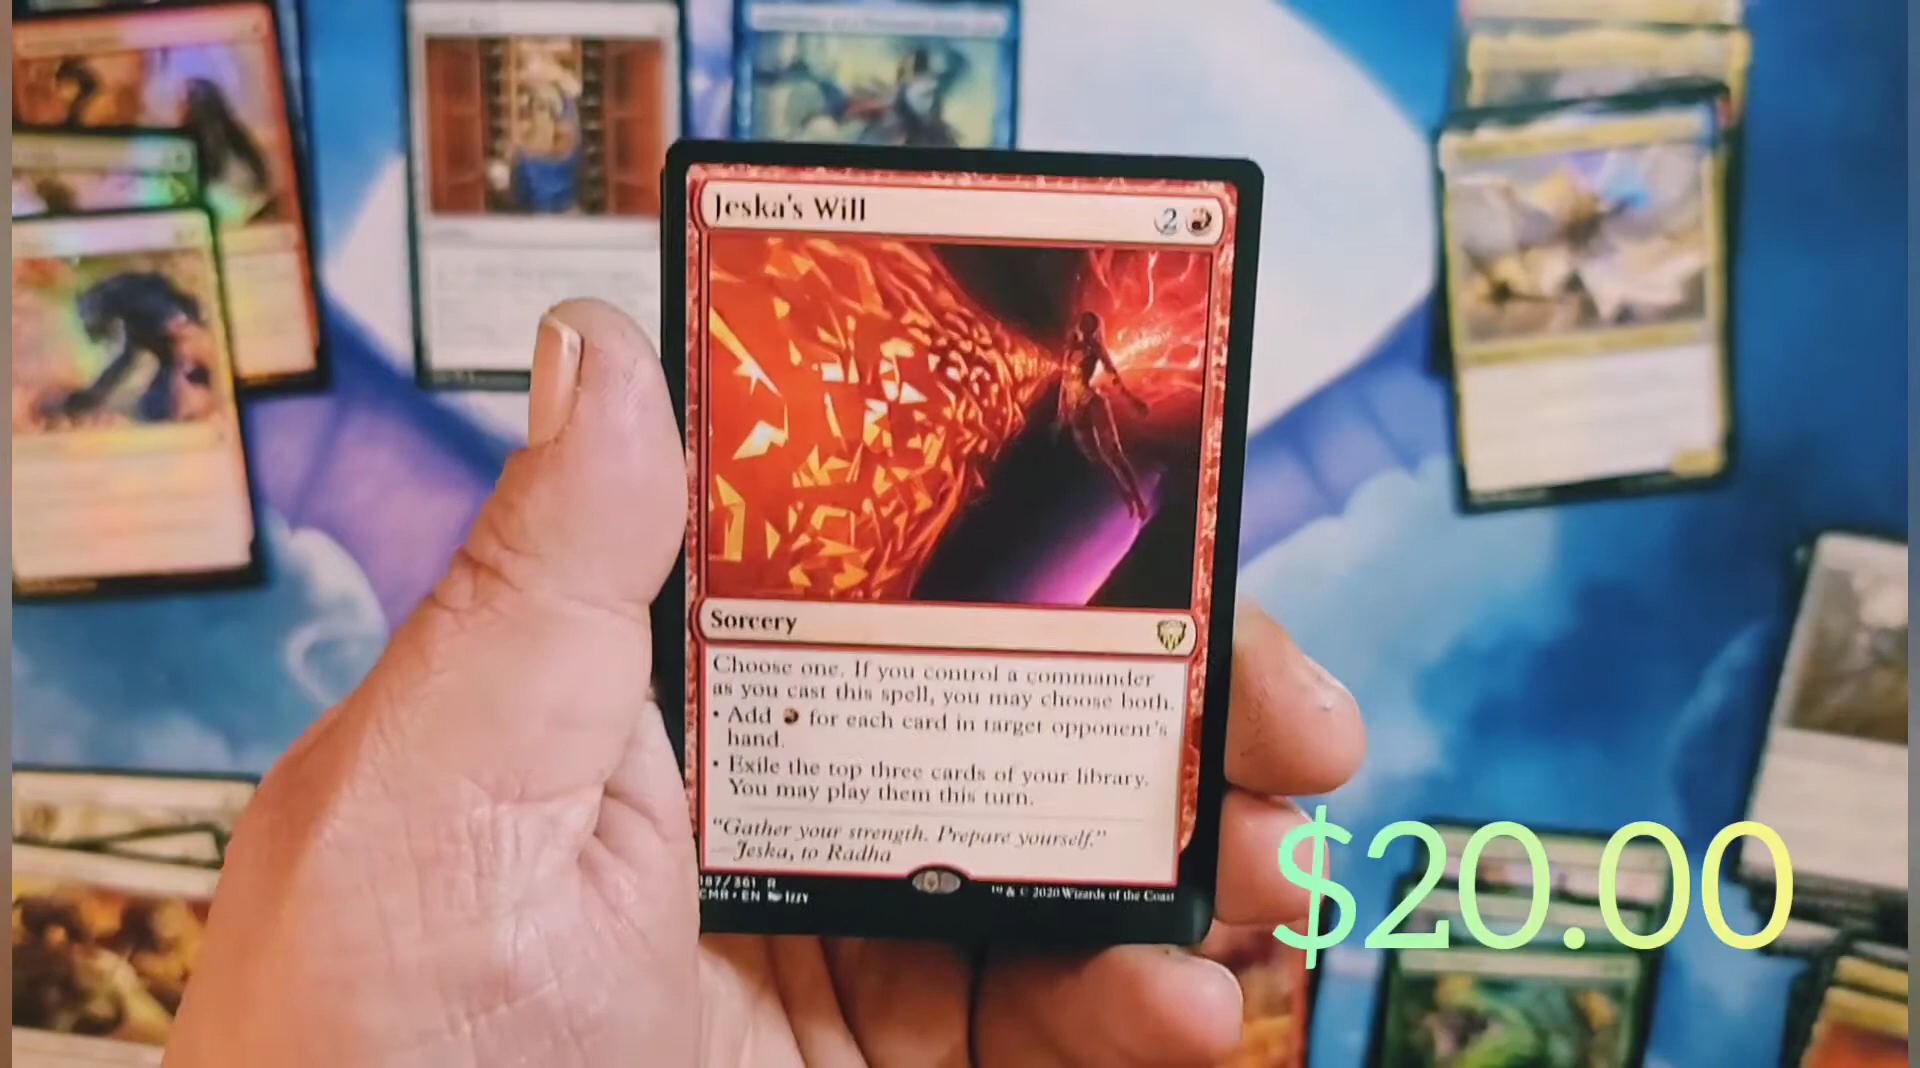 Jeska's Will
2
Sorcery
Choose one. If you control a commander
as you cast this spell, you may choose both.
• Add for each card in target opponent's
hand.
• Exile the top three cards of your library.
You may play them this turn.
"Gather your strength. Prepare yourself."
—Jeska, to Radha
187/361 R
CMR • EN IZZY
™ & © 2020 Wizards of the Coast
$20.00